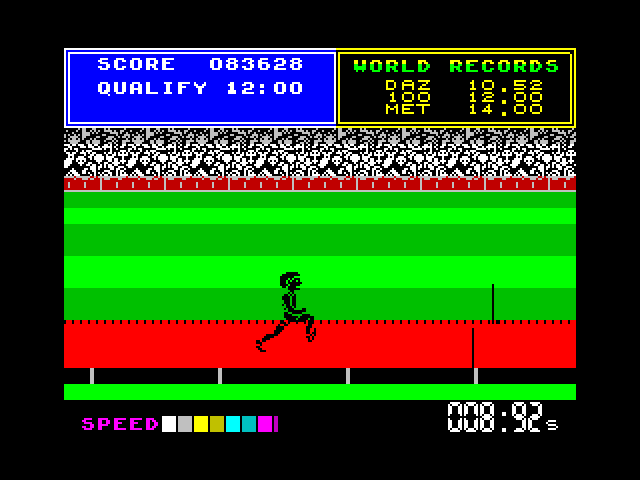 SCORE 083628
QUALIFY 12:00
WORLD RECORDS
DAZ 10.52
100 12.00
MET 14.00
SPEED
008:92s